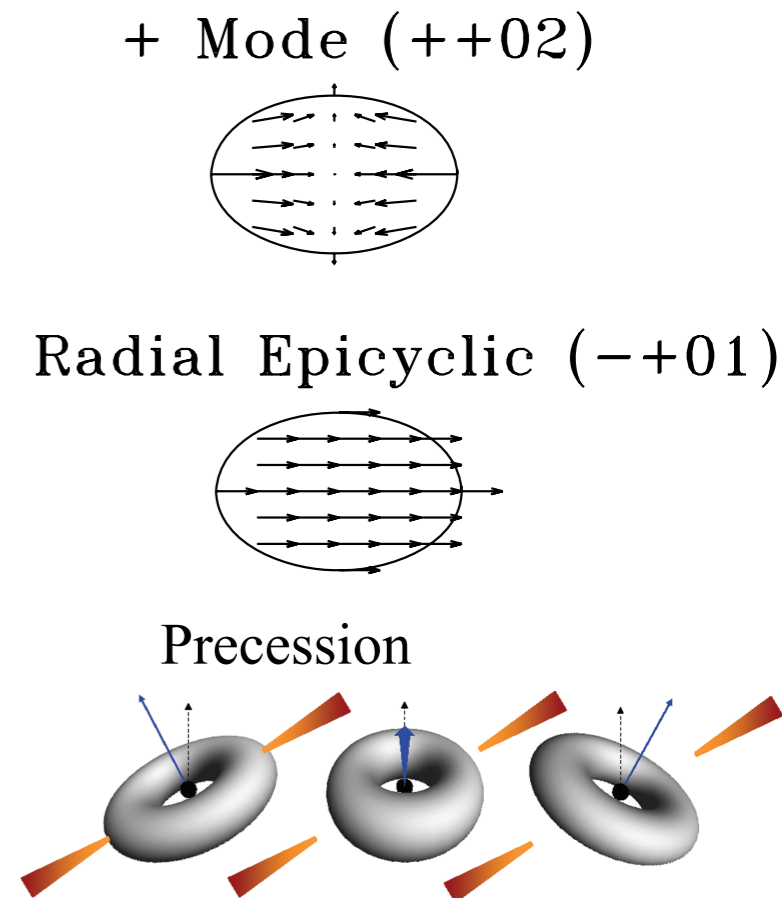 + Mode (++02)
Radial Epicyclic (-+01)
Precession